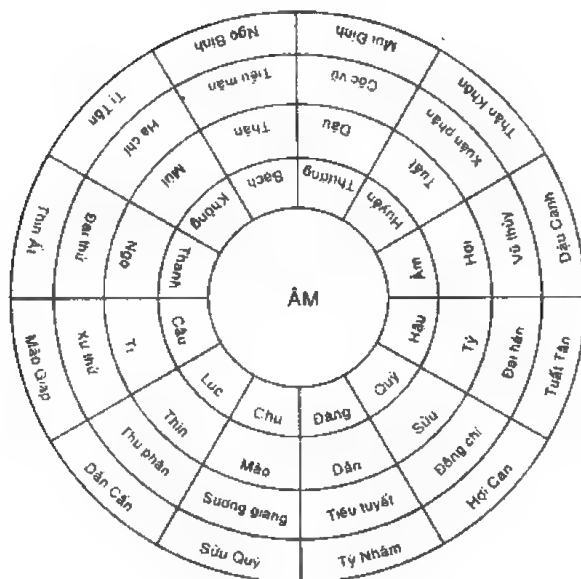 Ngọ Bính
Mùi Đinh
Thân Khôn
Dậu Canh
Tuất Tân
Hợi Càn
Tý Nhâm
Sửu Quý
Dần Cấn
Mão Giáp
Thìn Ất
Tị Tốn
Tiểu mãn
Cốc vũ
Xuân phân
Vũ thủy
Đại hàn
Đông chí
Tiểu tuyết
Sương giáng
Thu phân
Xử thử
Đại thử
Hạ chí
Thân
Dậu
Tuất
Hợi
Tý
Sửu
Dần
Mão
Thìn
Tị
Ngọ
Mùi
Bạch
Thường
Huyền
Âm
Hậu
Quý
Đằng
Chu
Lục
Câu
Thanh
Không
ÂM